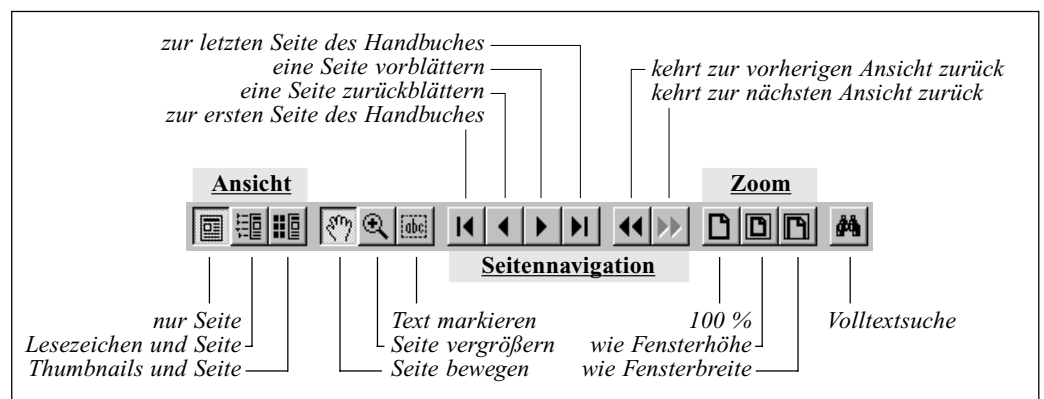 zur letzten Seite des Handbuches
eine Seite vorblättern
eine Seite zurückblättern
zur ersten Seite des Handbuches
kehrt zur vorherigen Ansicht zurück
kehrt zur nächsten Ansicht zurück
Ansicht
Zoom
abc
Seitennavigation
nur Seite
Lesezeichen und Seite
Thumbnails und Seite
Text markieren
Seite vergrößern
Seite bewegen
100 %
wie Fensterhöhe
wie Fensterbreite
Volltextsuche